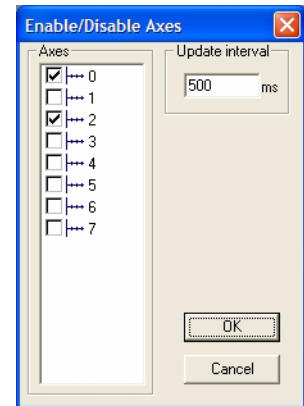 Enable/Disable Axes
Axes
0
1
2
3
4
5
6
7
Update interval
500 ms
OK
Cancel